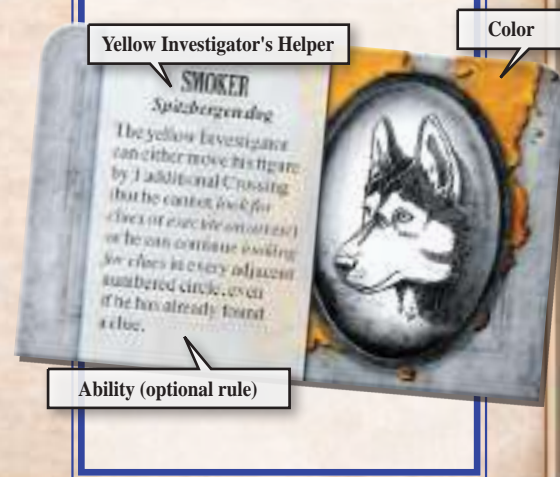 Color
Yellow Investigator's Helper
SMOKER
Spitzbergen dog
The yellow Investigator
can either move his figure
by 1 additional Crossing
(but he cannot look for
clues or execute an arrest)
or he can continue looking
for clues in every adjacent
numbered circle, even
if he has already found
a clue.
Ability (optional rule)